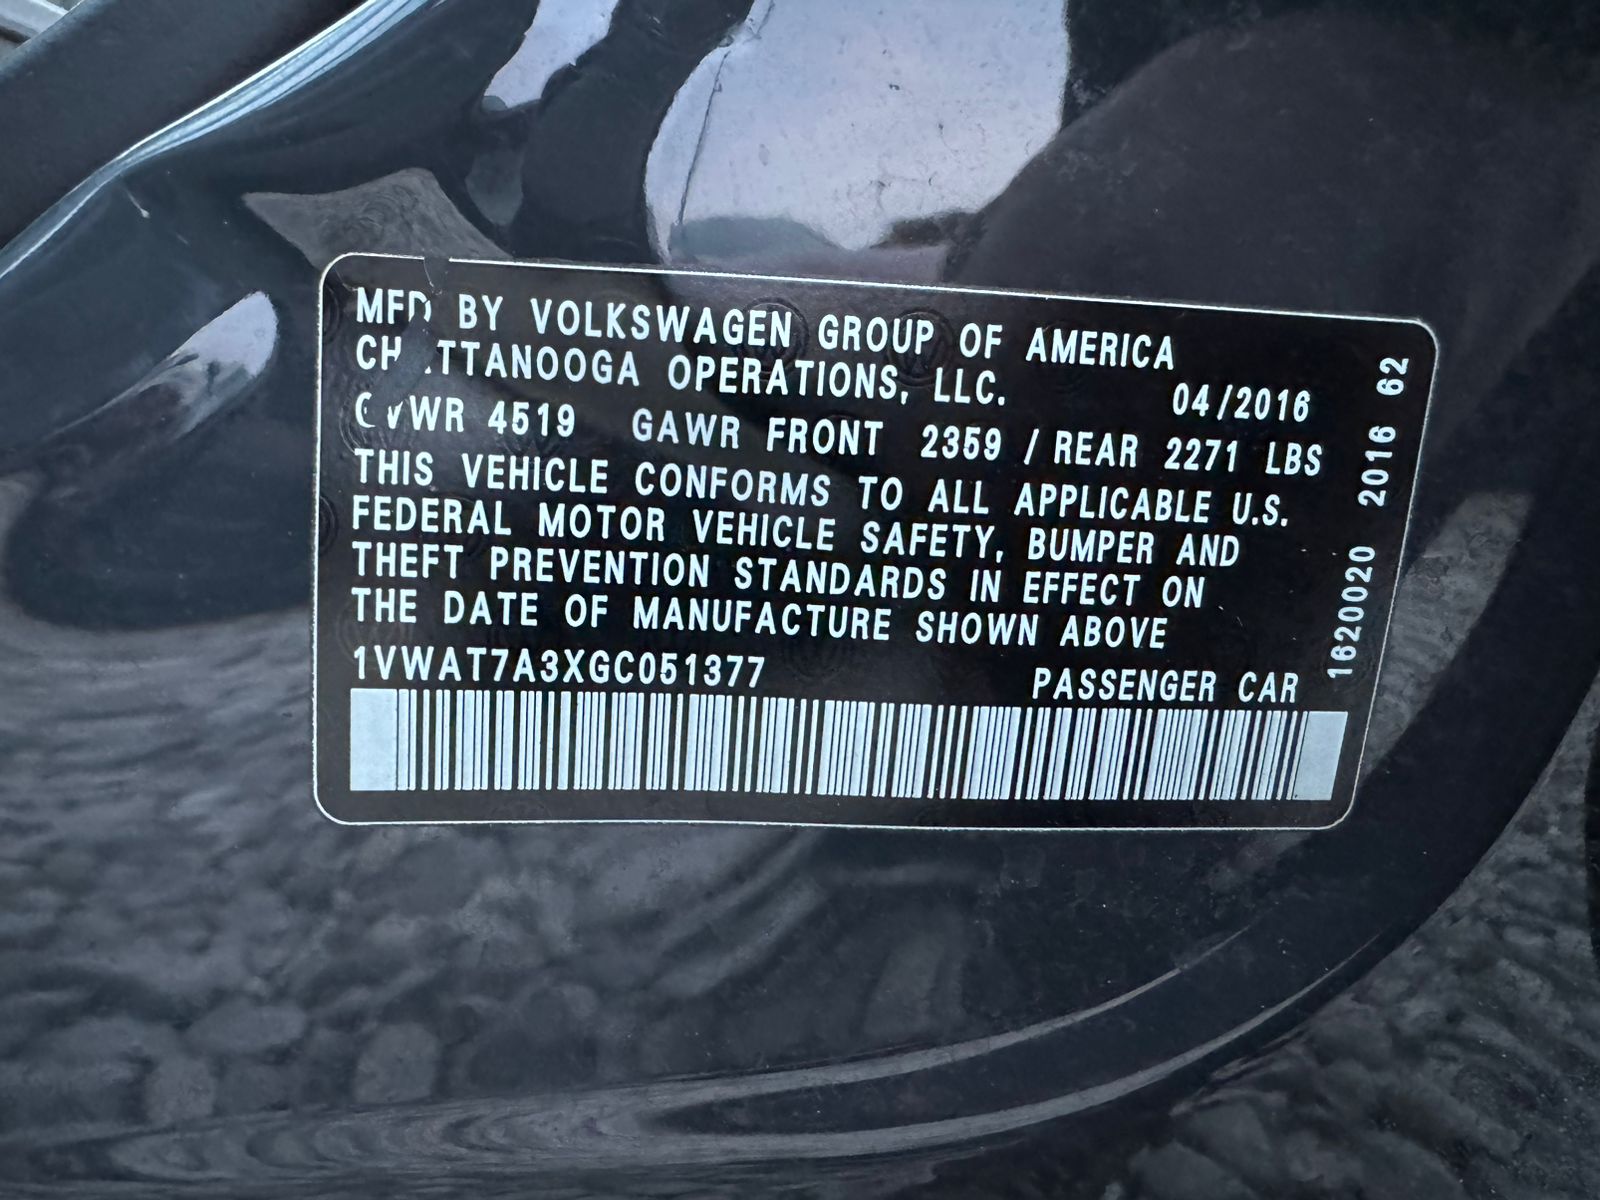 MFD BY VOLKSWAGEN GROUP OF AMERICA
CHATTANOOGA OPERATIONS, LLC. 04/2016
GVWR 4519 GAWR FRONT 2359 / REAR 2271 LBS
THIS VEHICLE CONFORMS TO ALL APPLICABLE U.S.
FEDERAL MOTOR VEHICLE SAFETY, BUMPER AND
THEFT PREVENTION STANDARDS IN EFFECT ON
THE DATE OF MANUFACTURE SHOWN ABOVE
1VWAT7A3XGC051377 PASSENGER CAR
1620020 2016 62